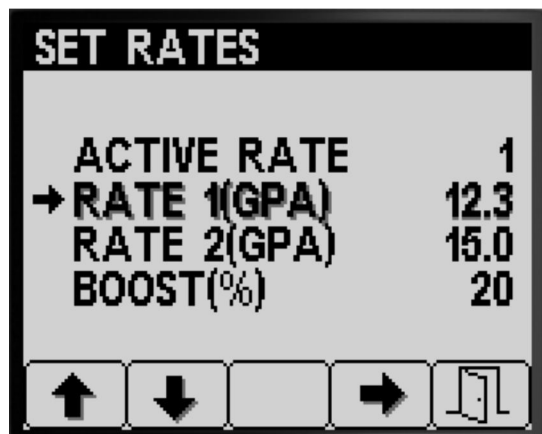 SET RATES
ACTIVE RATE 1
RATE 1(GPA) 12.3
RATE 2(GPA) 15.0
BOOST(%) 20